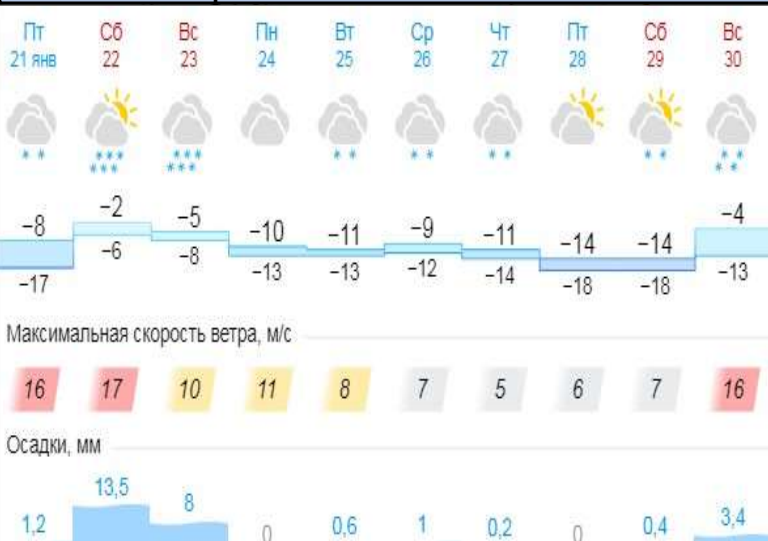 Пт Сб Вс Пн Вт Ср Чт Пт Сб Вс
21 янв 22 23 24 25 26 27 28 29 30
−8 −2 −5 −10 −11 −9 −11 −14 −14 −4
−17 −6 −8 −13 −13 −12 −14 −18 −18 −13
Максимальная скорость ветра, м/с
16 17 10 11 8 7 5 6 7 16
Осадки, мм
1,2 13,5 8 0 0,6 1 0,2 0 0,4 3,4